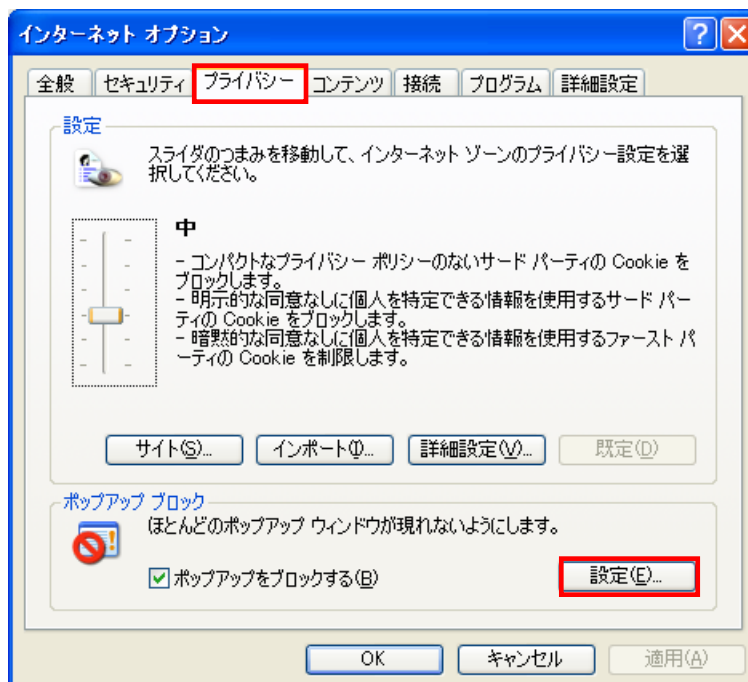 インターネット オプション
全般 セキュリティ プライバシー コンテンツ 接続 プログラム 詳細設定
設定
スライダのつまみを移動して、インターネット ゾーンのプライバシー設定を選
択してください。
中
- コンパクトなプライバシー ポリシーのないサード パーティの Cookie を
ブロックします。
- 明示的な同意なしに個人を特定できる情報を使用するサード パー
ティの Cookie をブロックします。
- 暗黙的な同意なしに個人を特定できる情報を使用するファースト パ
ーティの Cookie を制限します。
サイト(S)... インポート(I)... 詳細設定(V)... 既定(D)
ポップアップ ブロック
ほとんどのポップアップ ウィンドウが現れないようにします。
ポップアップをブロックする(B) 設定(E)...
OK キャンセル 適用(A)